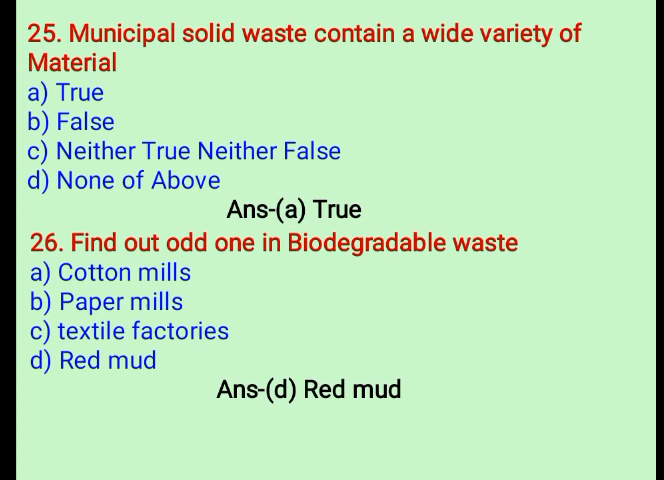 25. Municipal solid waste contain a wide variety of
Material
a) True
b) False
c) Neither True Neither False
d) None of Above
Ans-(a) True
26. Find out odd one in Biodegradable waste
a) Cotton mills
b) Paper mills
c) textile factories
d) Red mud
Ans-(d) Red mud